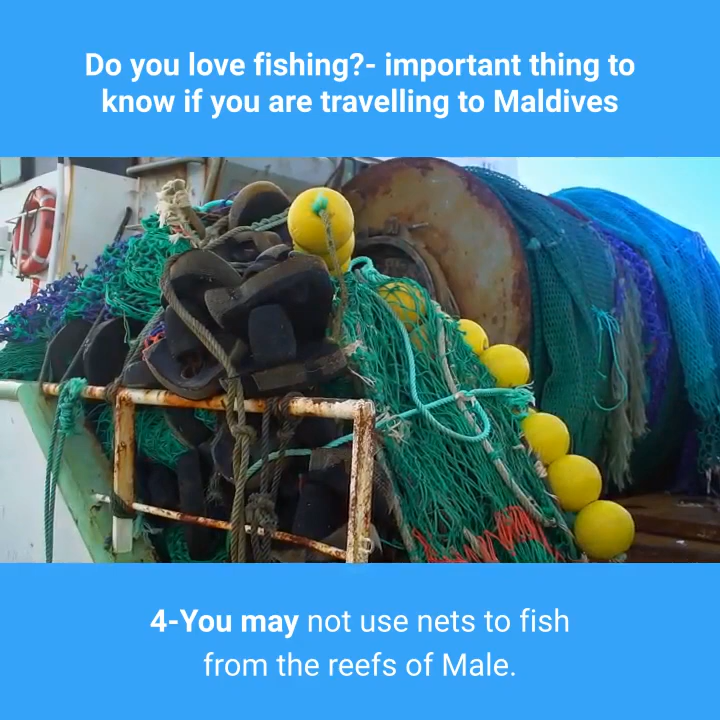 Do you love fishing?- important thing to
know if you are travelling to Maldives
4-You may not use nets to fish
from the reefs of Male.